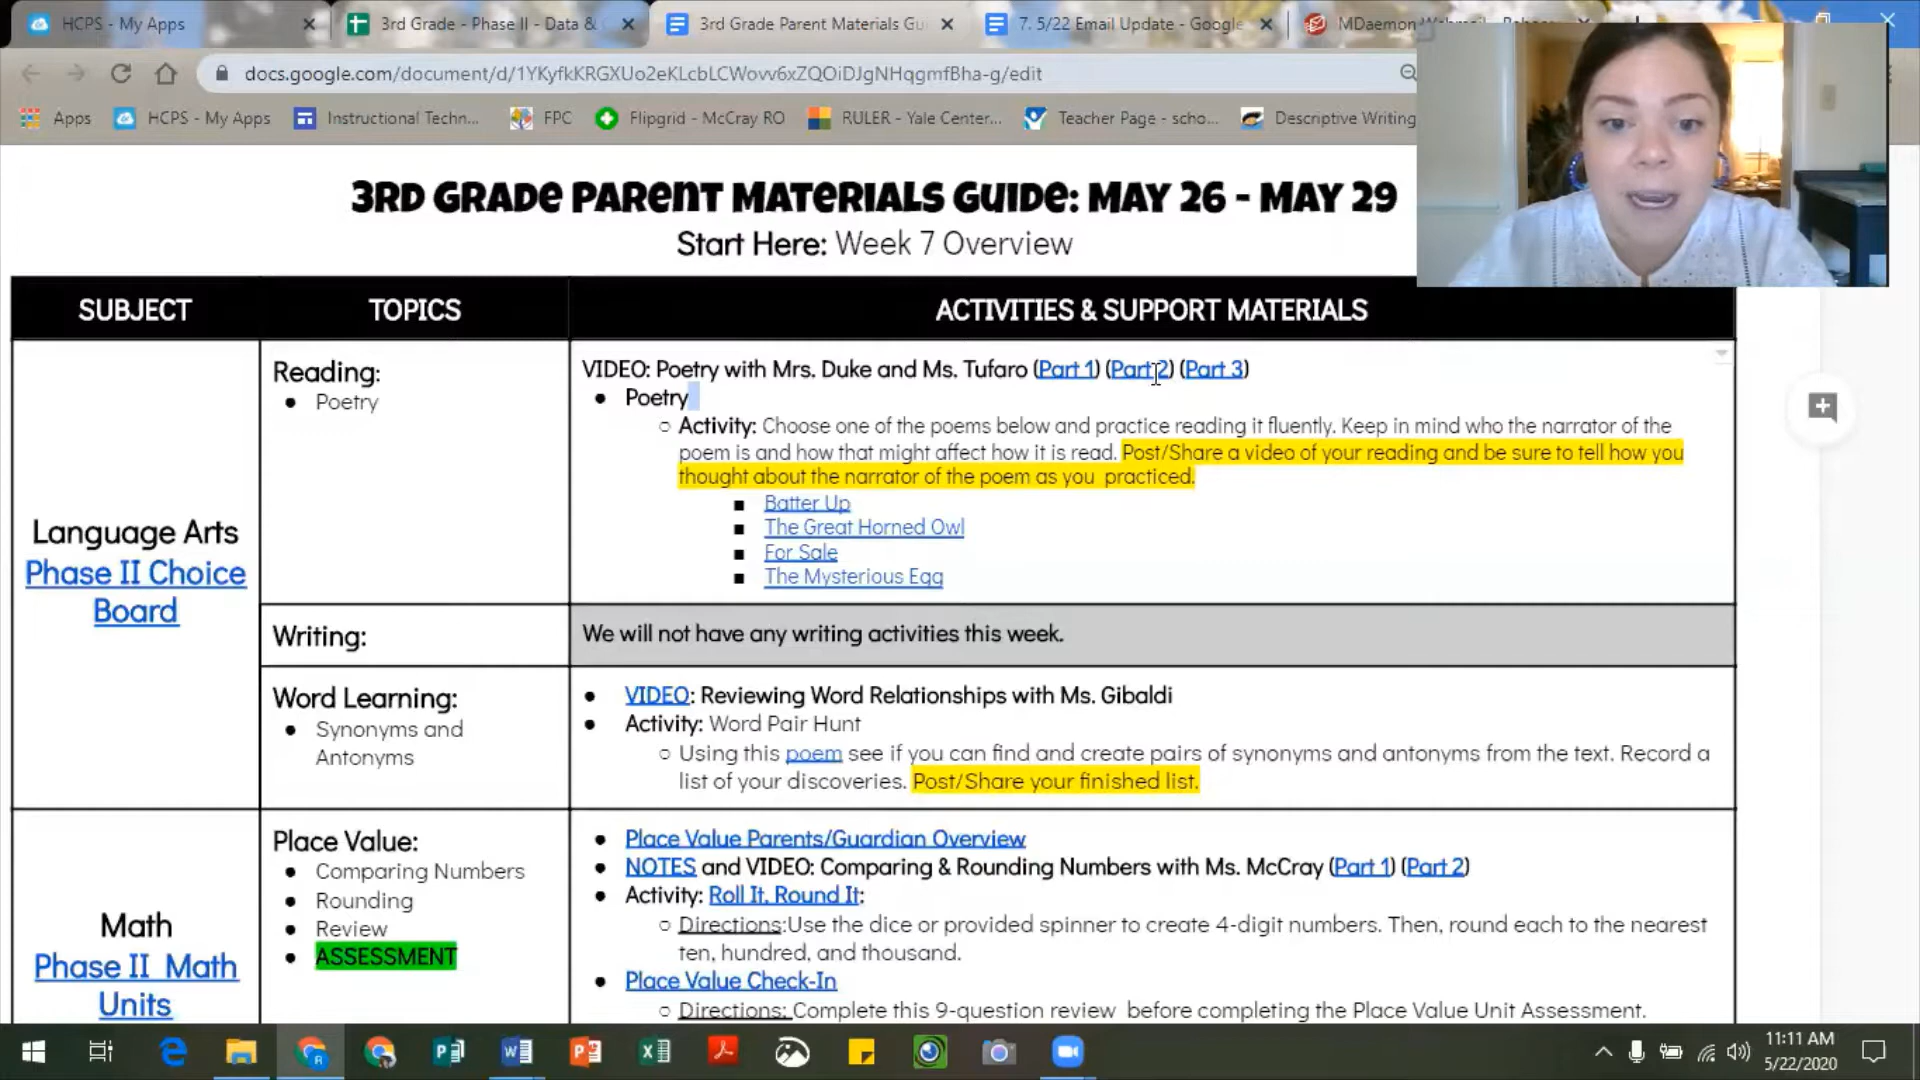 HCPS - My Apps
3rd Grade - Phase II - Data &
3rd Grade Parent Materials Gu
7. 5/22 Email Update - Google
MDaemon
docs.google.com/document/d/1YKyfkKRGXUo2eKLcbLCWovv6xZQOiDJgNHqgmfBha-g/edit
Apps
HCPS - My Apps
Instructional Techn...
FPC
Flipgrid - McCray RO
RULER - Yale Center...
Teacher Page - scho...
Descriptive Writing
3RD GRADE PARENT MATERIALS GUIDE: MAY 26 - MAY 29
Start Here: Week 7 Overview
SUBJECT
TOPICS
ACTIVITIES & SUPPORT MATERIALS
Language Arts
Phase II Choice
Board
Reading:
• Poetry
VIDEO: Poetry with Mrs. Duke and Ms. Tufaro (Part 1) (Part 2) (Part 3)
• Poetry
○ Activity: Choose one of the poems below and practice reading it fluently. Keep in mind who the narrator of the
poem is and how that might affect how it is read. Post/Share a video of your reading and be sure to tell how you
thought about the narrator of the poem as you practiced.
■ Batter Up
■ The Great Horned Owl
■ For Sale
■ The Mysterious Egg
Writing:
We will not have any writing activities this week.
Word Learning:
• Synonyms and
Antonyms
• VIDEO: Reviewing Word Relationships with Ms. Gibaldi
• Activity: Word Pair Hunt
○ Using this poem see if you can find and create pairs of synonyms and antonyms from the text. Record a
list of your discoveries. Post/Share your finished list.
Math
Phase II Math
Units
Place Value:
• Comparing Numbers
• Rounding
• Review
• ASSESSMENT
• Place Value Parents/Guardian Overview
• NOTES and VIDEO: Comparing & Rounding Numbers with Ms. McCray (Part 1) (Part 2)
• Activity: Roll It, Round It:
○ Directions:Use the dice or provided spinner to create 4-digit numbers. Then, round each to the nearest
ten, hundred, and thousand.
• Place Value Check-In
○ Directions: Complete this 9-question review before completing the Place Value Unit Assessment.
11:11 AM
5/22/2020